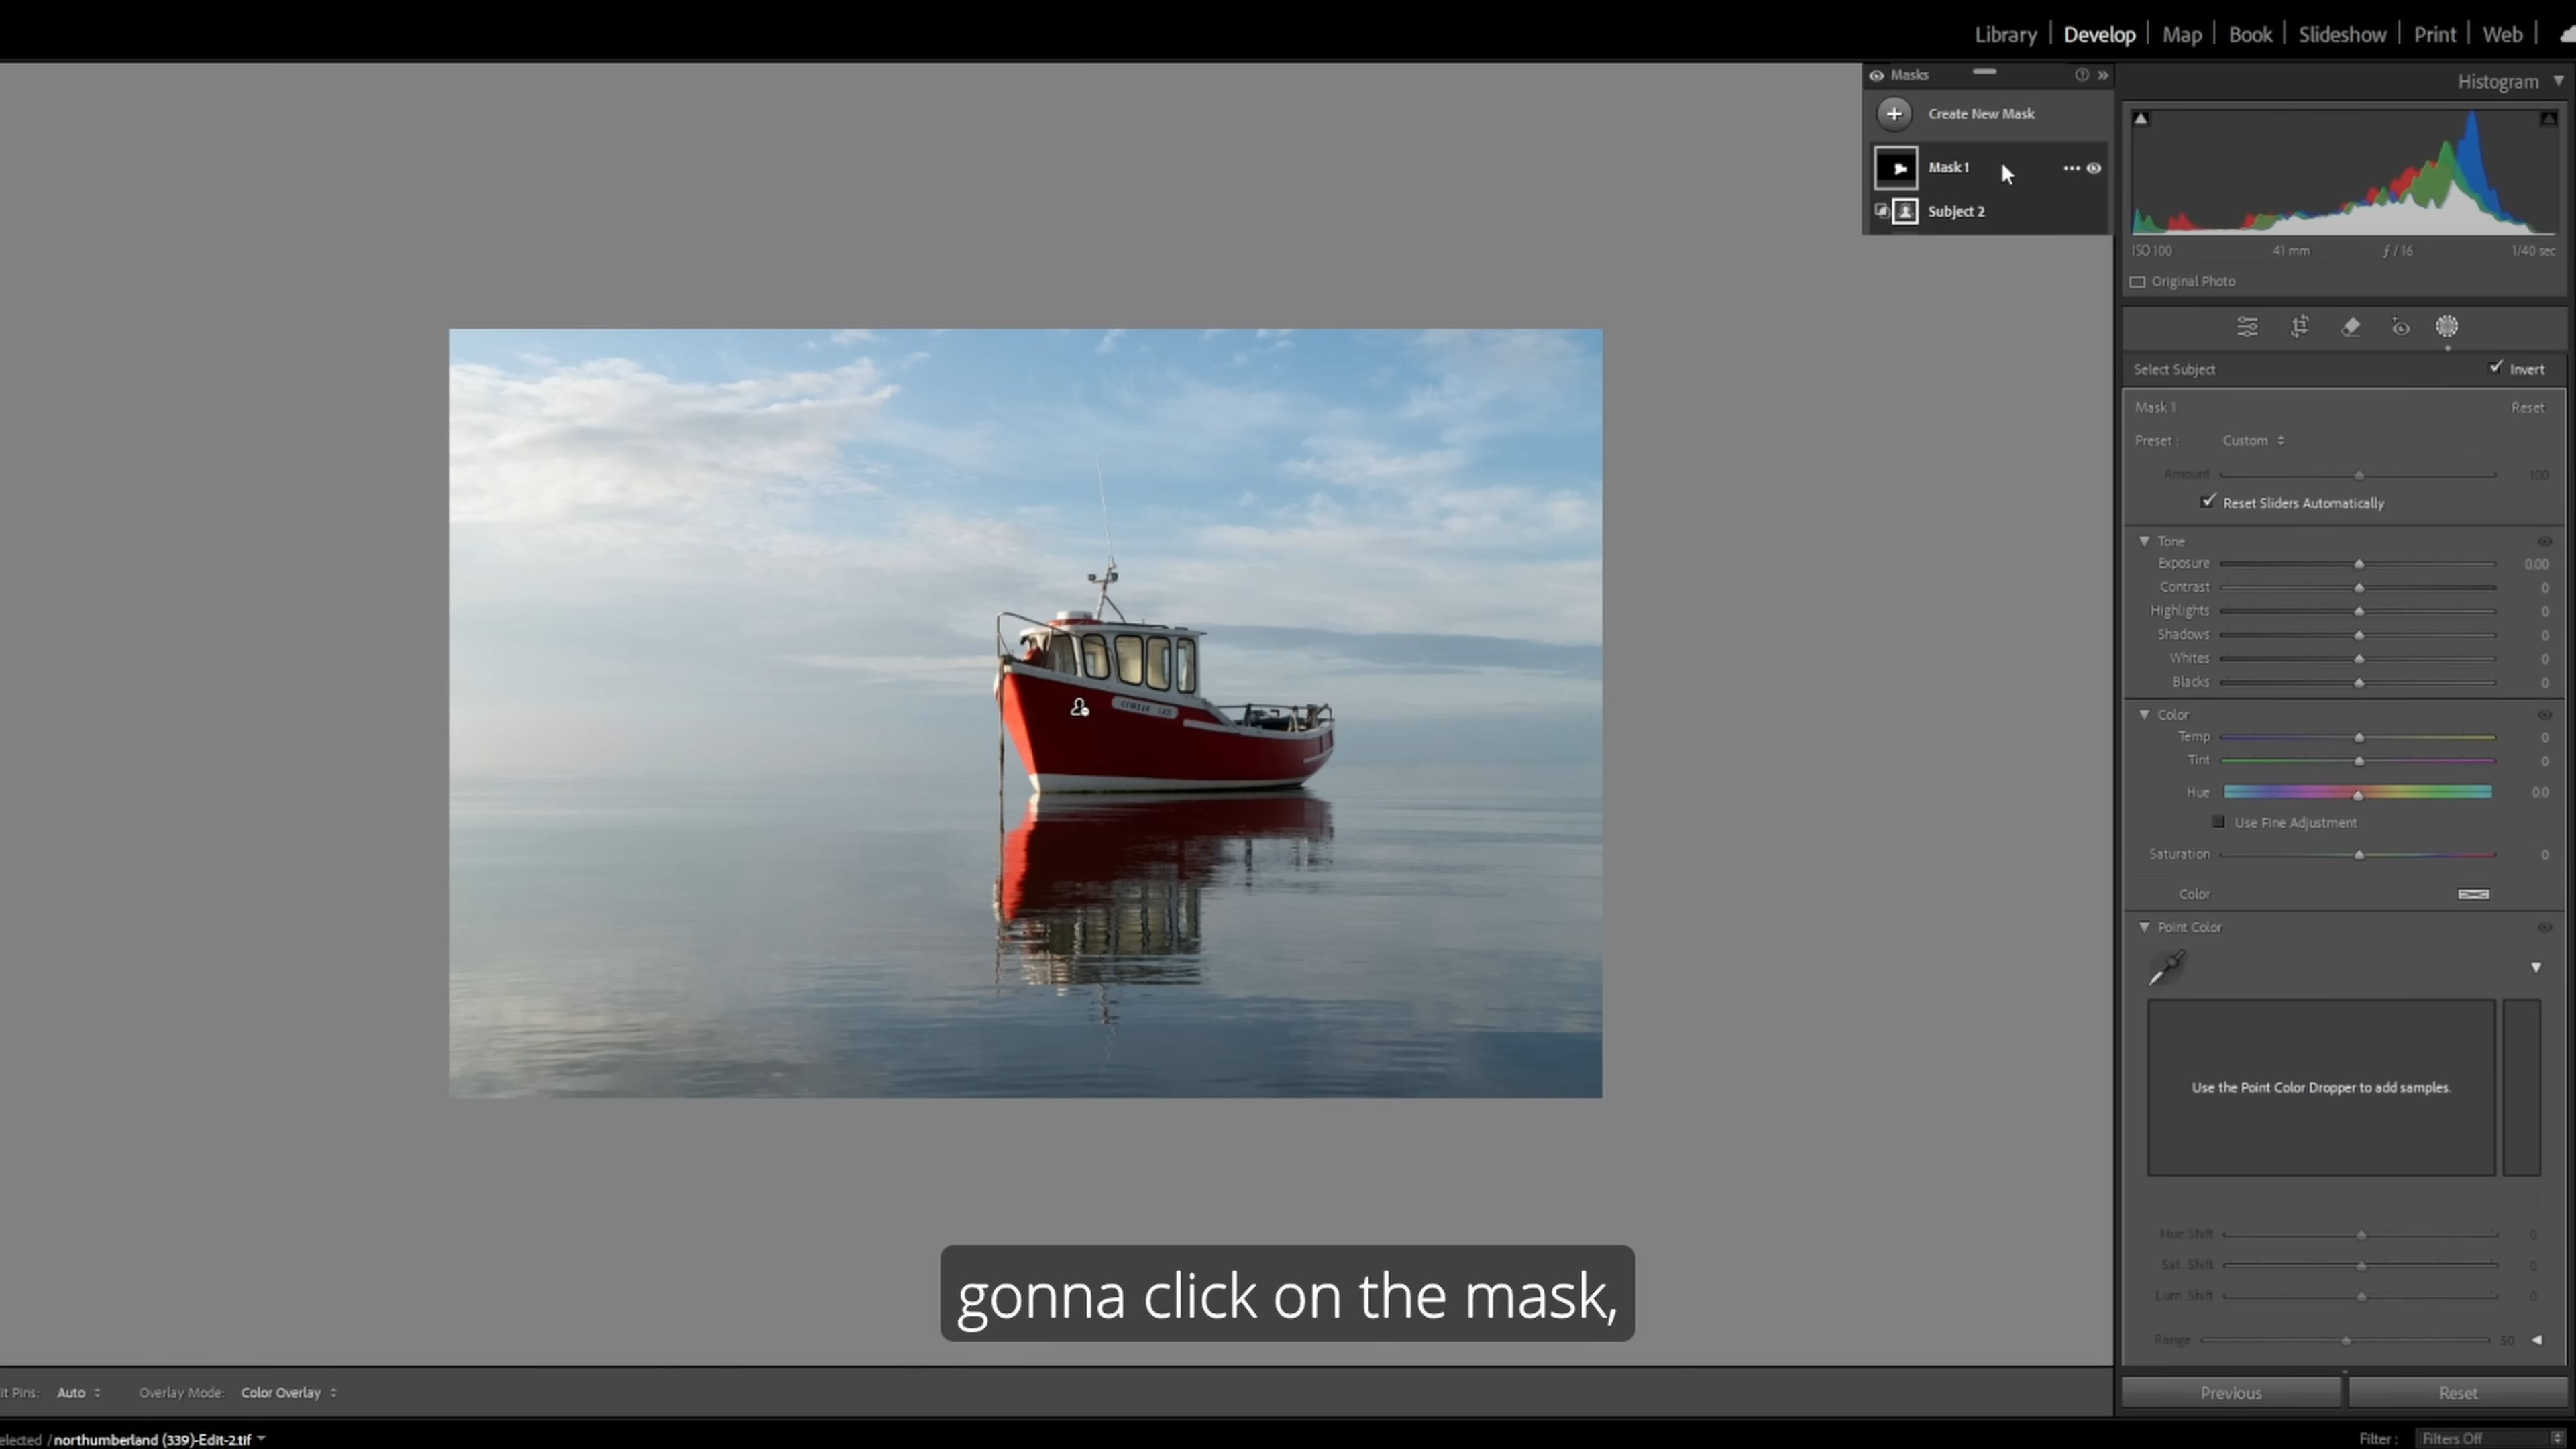 Library | Develop | Map | Book | Slideshow | Print | Web |
Masks
Create New Mask
Mask 1
Subject 2
Histogram
ISO 100 41 mm ƒ / 16 1/40 sec
Original Photo
Select Subject Invert
Mask 1 Reset
Preset : Custom
Amount 100
Reset Sliders Automatically
Tone
Exposure 0.00
Contrast 0
Highlights 0
Shadows 0
Whites 0
Blacks 0
Color
Temp 0
Tint 0
Hue 0.0
Use Fine Adjustment
Saturation 0
Color
Point Color
Use the Point Color Dropper to add samples.
Hue Shift 0
Sat. Shift 0
Lum. Shift 0
Range 50
gonna click on the mask,
it Pins: Auto Overlay Mode: Color Overlay
Previous Reset
elected / northumberland (339)-Edit-2.tif
Filter : Filters Off